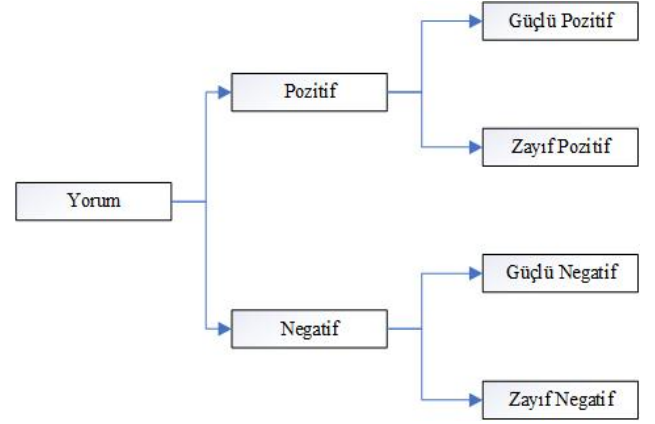 Güçlü Pozitif
Pozitif
Zayıf Pozitif
Yorum
Güçlü Negatif
Negatif
Zayıf Negatif